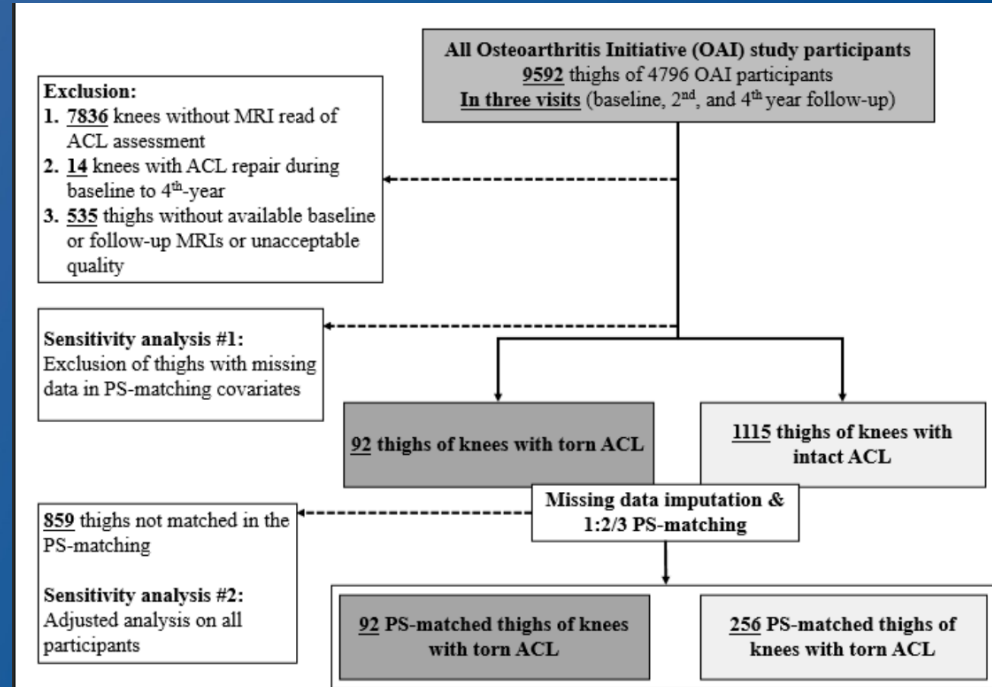 All Osteoarthritis Initiative (OAI) study participants
9592 thighs of 4796 OAI participants
In three visits (baseline, 2nd, and 4th year follow-up)
Exclusion:
1. 7836 knees without MRI read of
ACL assessment
2. 14 knees with ACL repair during
baseline to 4th-year
3. 535 thighs without available baseline
or follow-up MRIs or unacceptable
quality
Sensitivity analysis #1:
Exclusion of thighs with missing
data in PS-matching covariates
92 thighs of knees with torn ACL
1115 thighs of knees with
intact ACL
Missing data imputation &
1:2/3 PS-matching
859 thighs not matched in the
PS-matching
Sensitivity analysis #2:
Adjusted analysis on all
participants
92 PS-matched thighs of knees
with torn ACL
256 PS-matched thighs of
knees with torn ACL